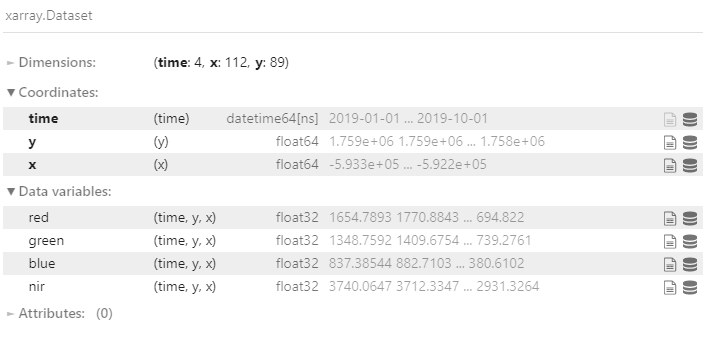 xarray.Dataset
► Dimensions: (time: 4, x: 112, y: 89)
▼ Coordinates:
time (time) datetime64[ns] 2019-01-01 ... 2019-10-01
y (y) float64 1.759e+06 1.759e+06 ... 1.758e+06
x (x) float64 -5.933e+05 ... -5.922e+05
▼ Data variables:
red (time, y, x) float32 1654.7893 1770.8843 ... 694.822
green (time, y, x) float32 1348.7592 1409.6754 ... 739.2761
blue (time, y, x) float32 837.38544 882.7103 ... 380.6102
nir (time, y, x) float32 3740.0647 3712.3347 ... 2931.3264
► Attributes: (0)